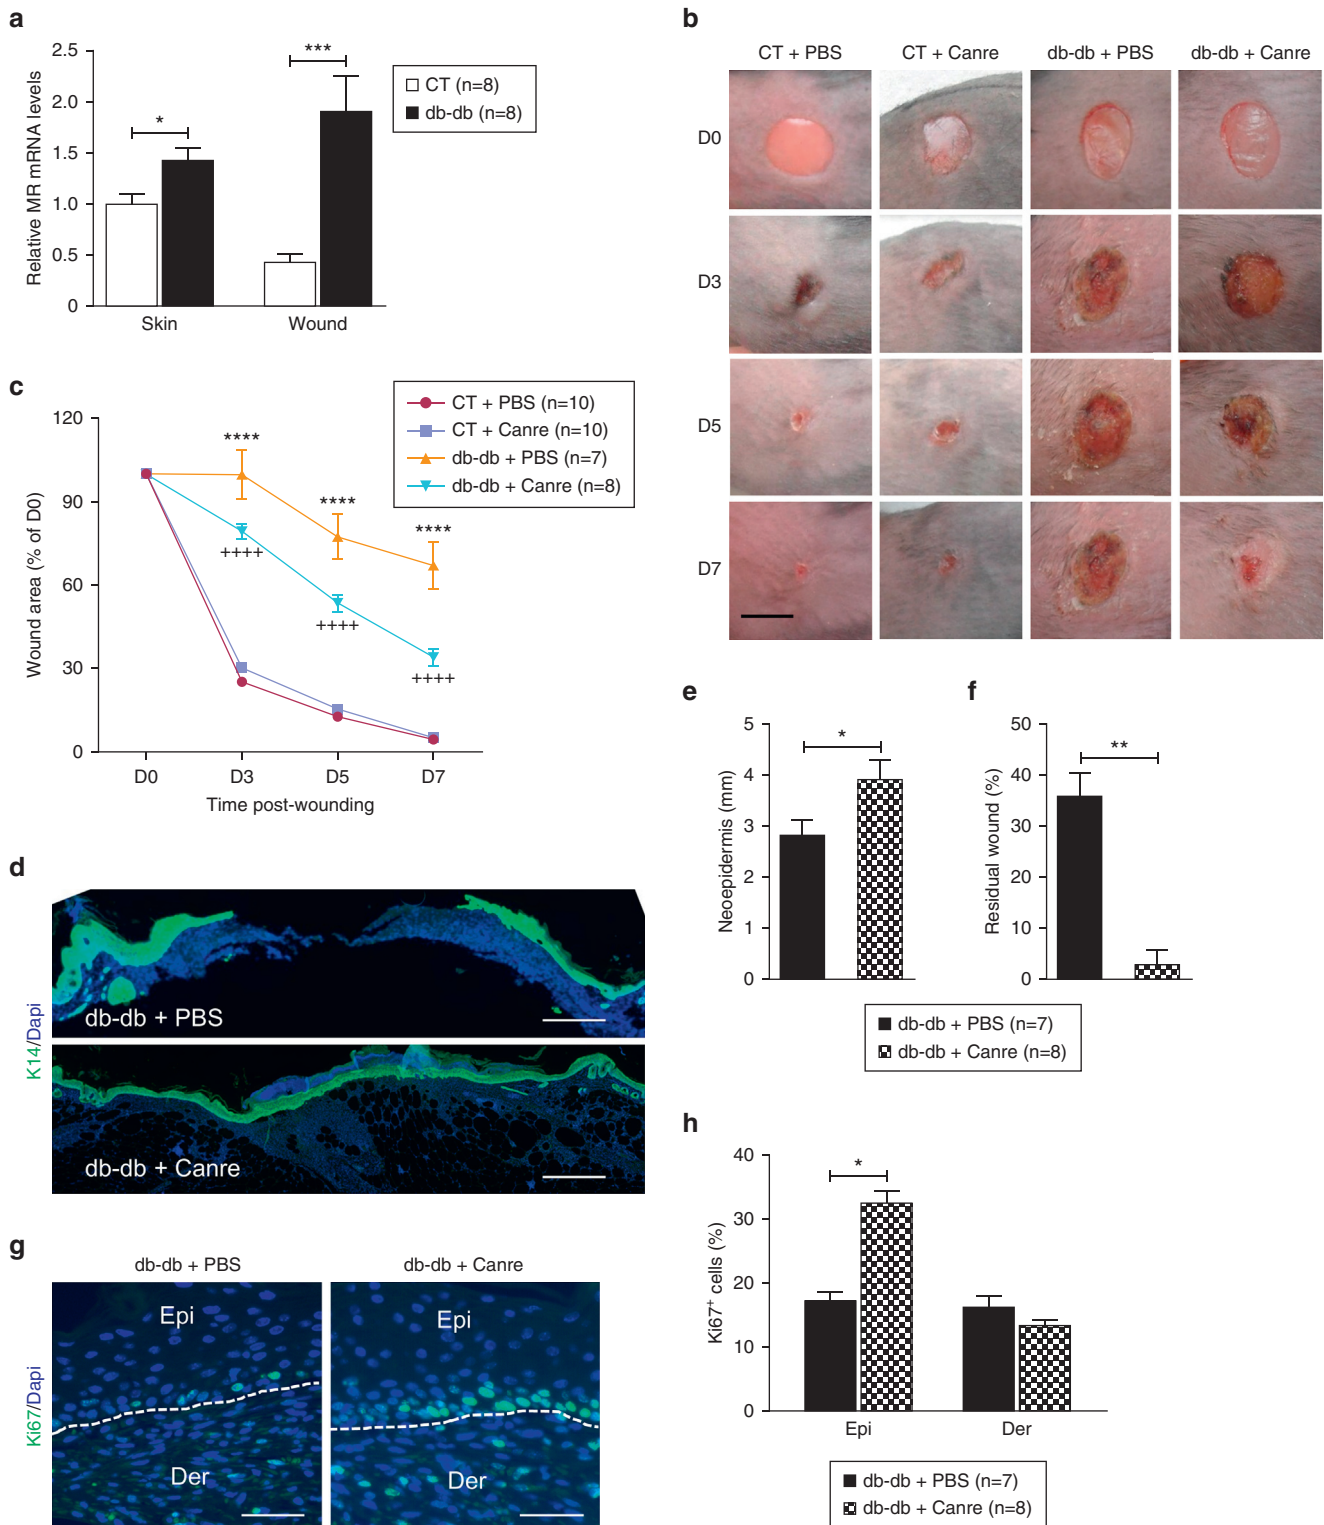 a
2.5
2.0
1.5
1.0
0.5
0
Relative MR mRNA levels
*
***
Skin
Wound
CT (n=8)
db-db (n=8)
b
CT + PBS
CT + Canre
db-db + PBS
db-db + Canre
D0
D3
D5
D7
c
120
90
60
30
0
Wound area (% of D0)
CT + PBS (n=10)
CT + Canre (n=10)
db-db + PBS (n=7)
db-db + Canre (n=8)
****
****
****
++++
++++
++++
D0
D3
D5
D7
Time post-wounding
d
K14/Dapi
db-db + PBS
db-db + Canre
e
5
4
3
2
1
0
Neoepidermis (mm)
*
f
50
40
30
20
10
0
Residual wound (%)
**
db-db + PBS (n=7)
db-db + Canre (n=8)
g
db-db + PBS
db-db + Canre
Ki67/Dapi
Epi
Der
Epi
Der
h
40
30
20
10
0
Ki67⁺ cells (%)
*
Epi
Der
db-db + PBS (n=7)
db-db + Canre (n=8)